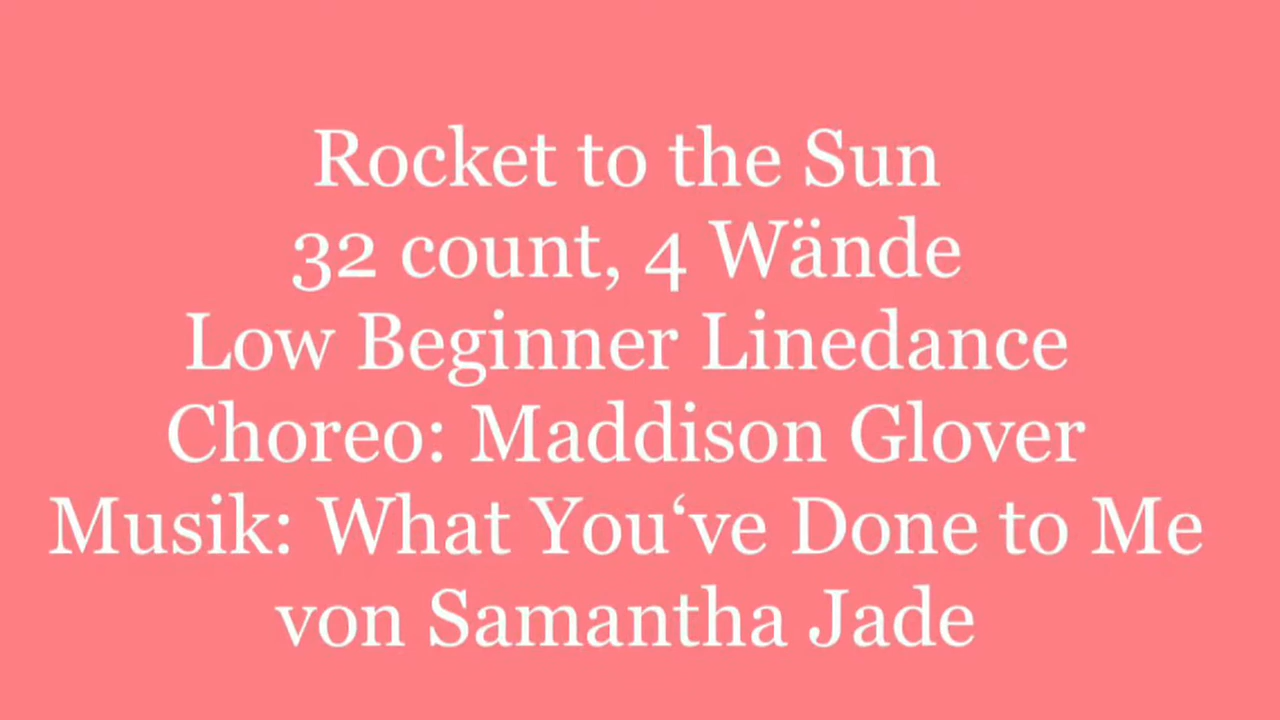 Rocket to the Sun
32 count, 4 Wände
Low Beginner Linedance
Choreo: Maddison Glover
Musik: What You‘ve Done to Me
von Samantha Jade